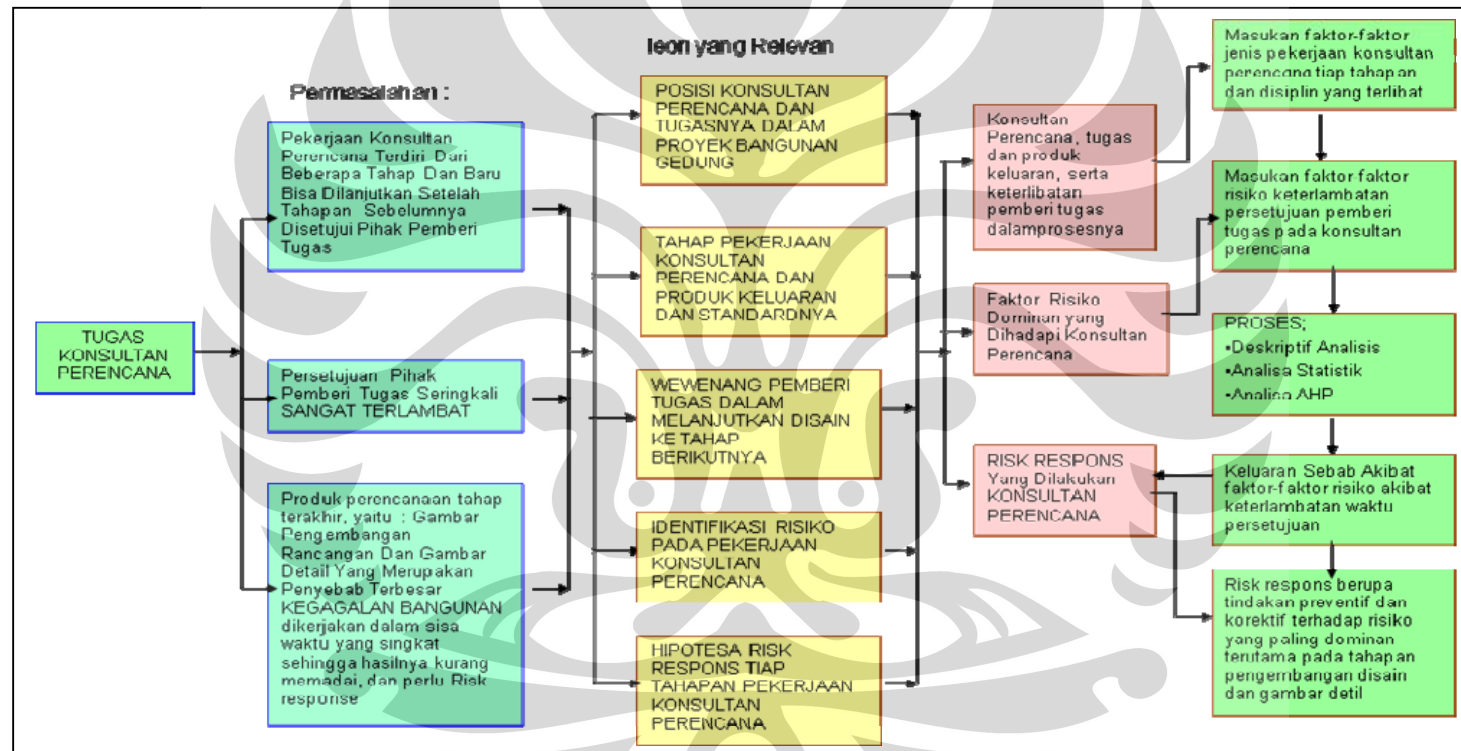 Permasalahan :
TUGAS
KONSULTAN
PERENCANA
Pekerjaan Konsultan
Perencana Terdiri Dari
Beberapa Tahap Dan Baru
Bisa Dilanjutkan Setelah
Tahapan Sebelumnya
Disetujui Pihak Pemberi
Tugas
Persetujuan Pihak
Pemberi Tugas Seringkali
SANGAT TERLAMBAT
Produk perencanaan tahap
terakhir, yaitu : Gambar
Pengembangan
Rancangan Dan Gambar
Detail Yang Merupakan
Penyebab Terbesar
KEGAGALAN BANGUNAN
dikerjakan dalam sisa
waktu yang singkat
sehingga hasilnya kurang
memadai, dan perlu Risk
response
Teori yang Relevan
POSISI KONSULTAN
PERENCANA DAN
TUGASNYA DALAM
PROYEK BANGUNAN
GEDUNG
TAHAP PEKERJAAN
KONSULTAN
PERENCANA DAN
PRODUK KELUARAN
DAN STANDARDNYA
WEWENANG PEMBERI
TUGAS DALAM
MELANJUTKAN DISAIN
KE TAHAP
BERIKUTNYA
IDENTIFIKASI RISIKO
PADA PEKERJAAN
KONSULTAN
PERENCANA
HIPOTESA RISK
RESPONS TIAP
TAHAPAN PEKERJAAN
KONSULTAN
PERENCANA
Konsultan
Perencana, tugas
dan produk
keluaran, serta
keterlibatan
pemberi tugas
dalamprosesnya
Faktor Risiko
Dominan yang
Dihadapi Konsultan
Perencana
RISK RESPONS
Yang Dilakukan
KONSULTAN
PERENCANA
Masukan faktor-faktor
jenis pekerjaan konsultan
perencana tiap tahapan
dan disiplin yang terlibat
Masukan faktor-faktor
risiko keterlambatan
persetujuan pemberi
tugas pada konsultan
perencana
PROSES;
•Deskriptif Analisis
•Analisa Statistik
•Analisa AHP
Keluaran Sebab Akibat
faktor-faktor risiko akibat
keterlambatan waktu
persetujuan
Risk respons berupa
tindakan preventif dan
korektif terhadap risiko
yang paling dominan
terutama pada tahapan
pengembangan disain
dan gambar detil